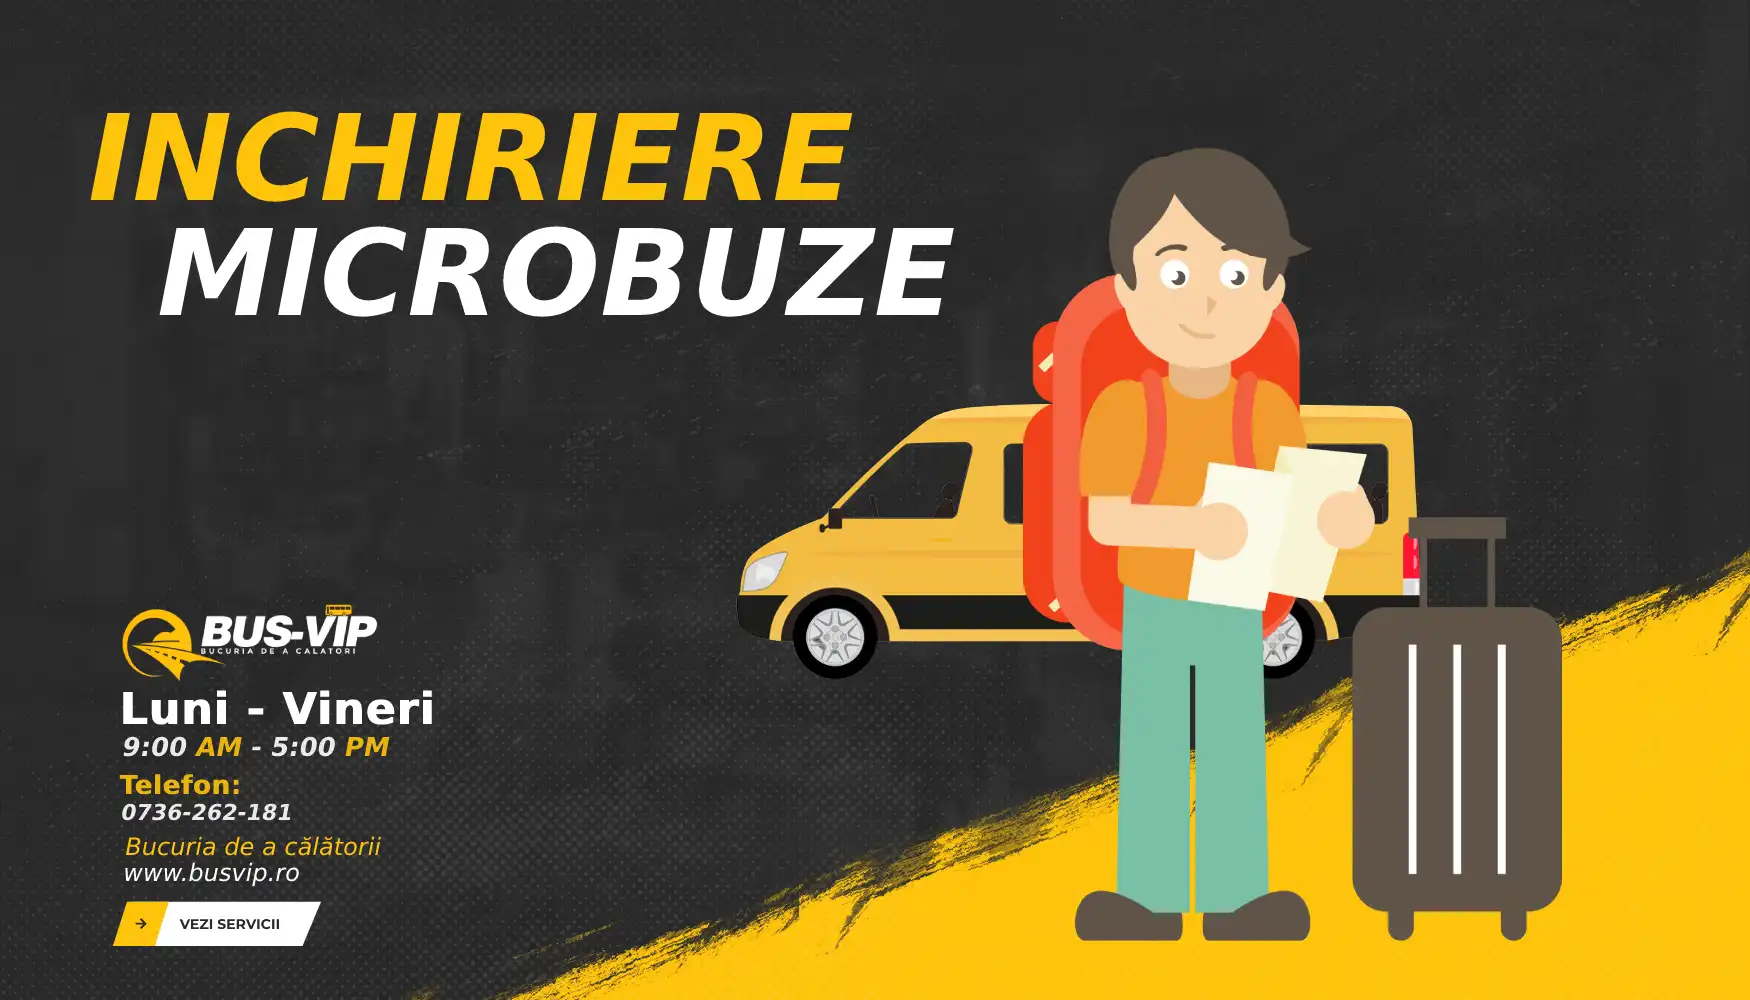 INCHIRIERE
MICROBUZE
BUS-VIP
BUCURIA DE A CALATORI
Luni - Vineri
9:00 AM - 5:00 PM
Telefon:
0736-262-181
Bucuria de a călătorii
www.busvip.ro
VEZI SERVICII